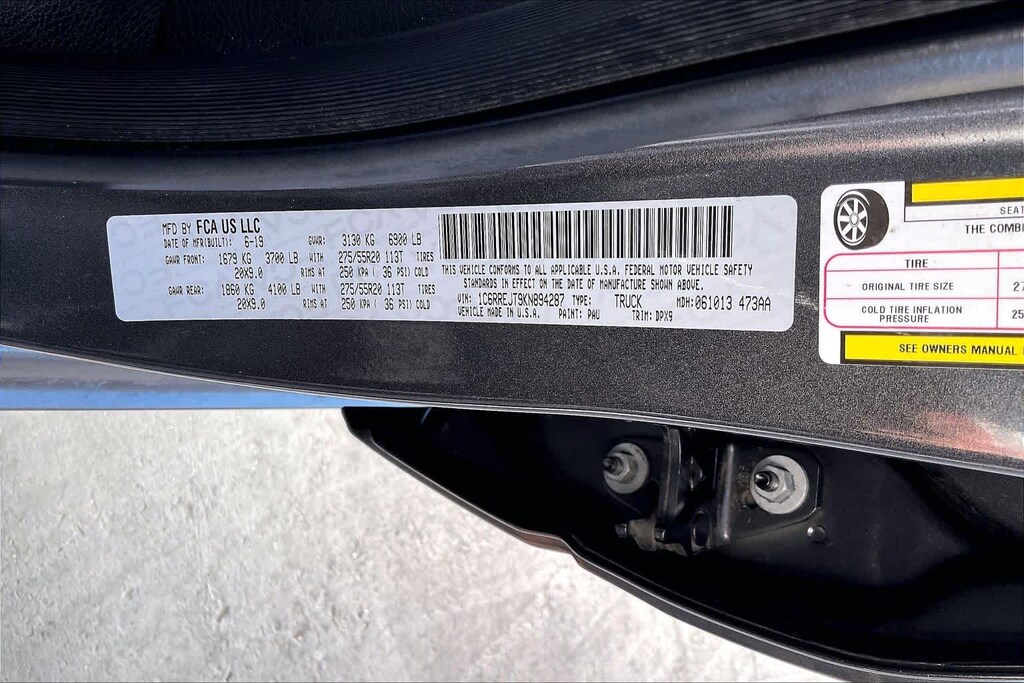 MFD BY FCA US LLC
DATE OF MFR(BUILT): 6-19 GVWR: 3130 KG 6900 LB
GAWR FRONT: 1679 KG 3700 LB WITH 275/55R20 113T TIRES
20X9.0 RIMS AT 250 KPA ( 36 PSI) COLD
GAWR REAR: 1860 KG 4100 LB WITH 275/55R20 113T TIRES
20X9.0 RIMS AT 250 KPA ( 36 PSI) COLD
THIS VEHICLE CONFORMS TO ALL APPLICABLE U.S.A. FEDERAL MOTOR VEHICLE SAFETY
STANDARDS IN EFFECT ON THE DATE OF MANUFACTURE SHOWN ABOVE.
VIN: 1C6RREJT9KN894287 TYPE: TRUCK MDH: 061013 473AA
VEHICLE MADE IN U.S.A. PAINT: PAU TRIM: DPX9
SEAT
THE COMBI
TIRE
ORIGINAL TIRE SIZE 27
COLD TIRE INFLATION
PRESSURE 25
SEE OWNERS MANUAL